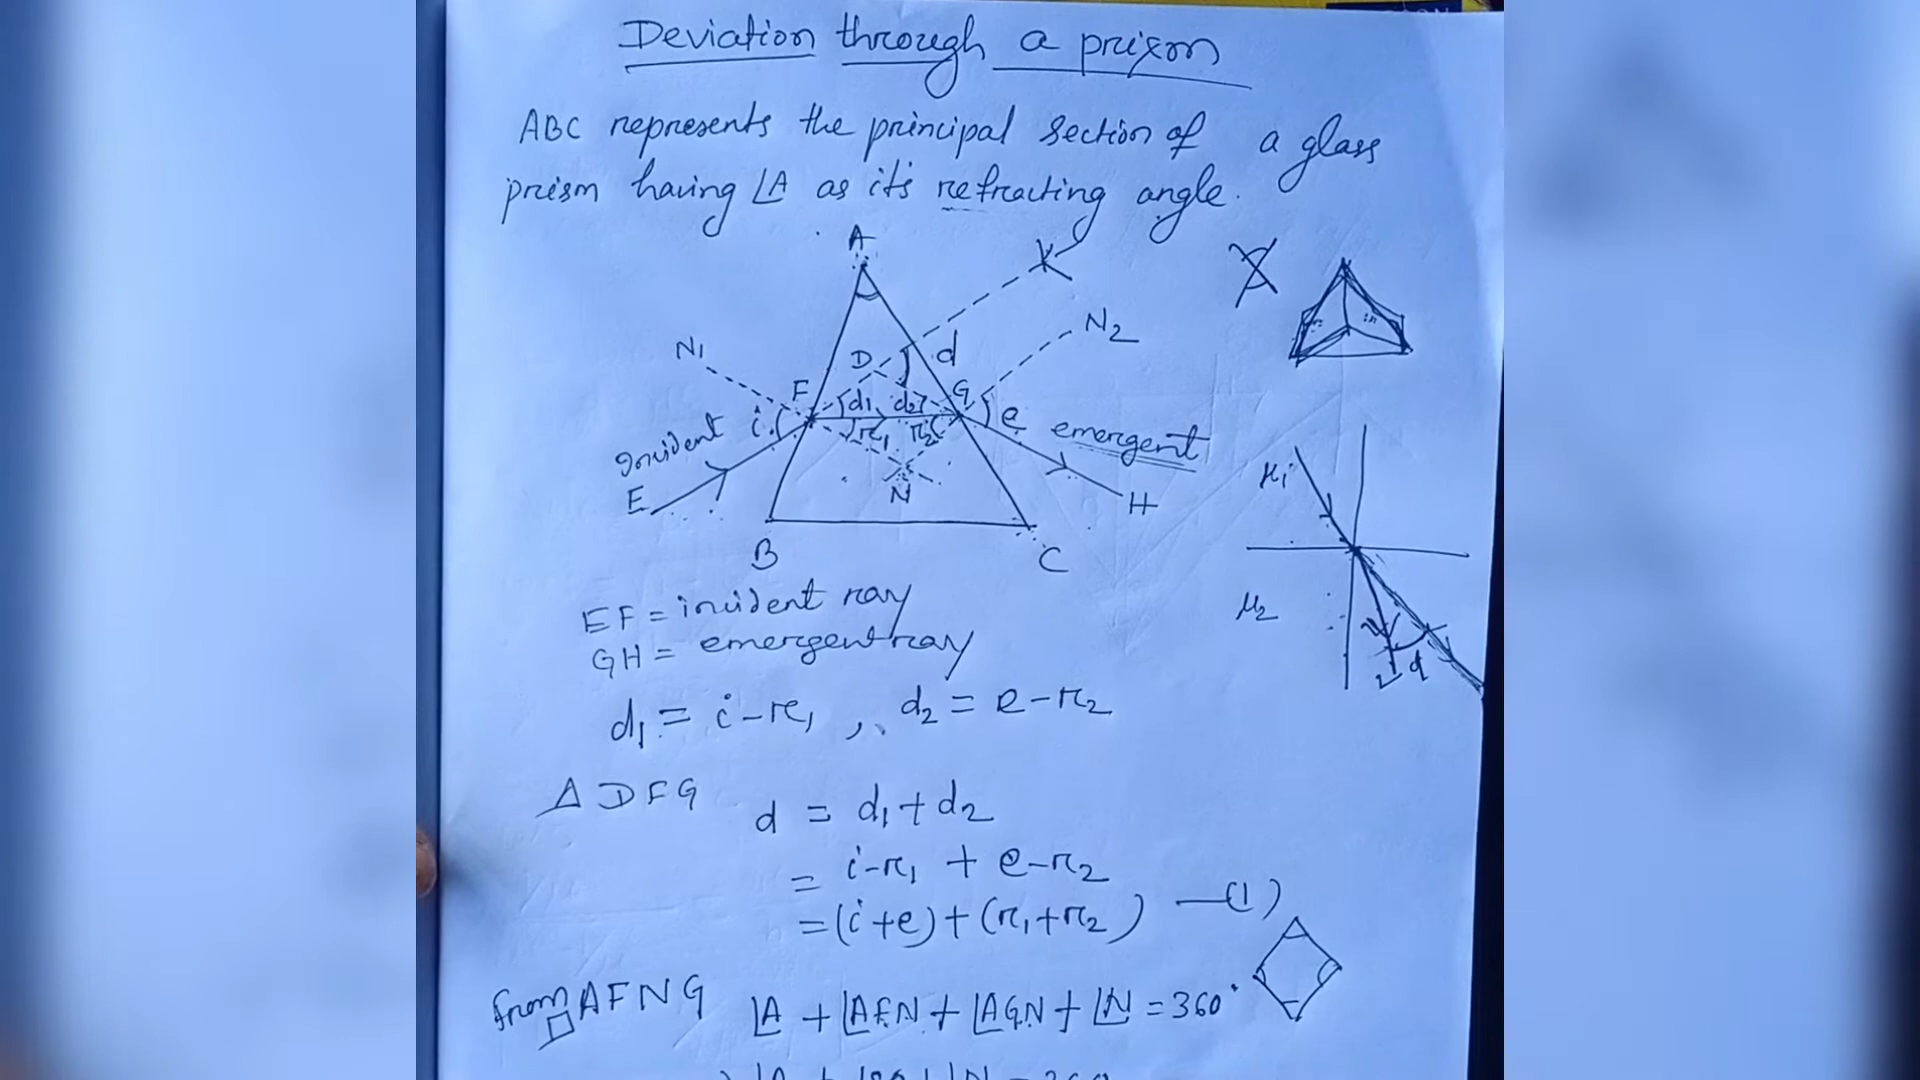 Deviation through a prism
ABC represents the principal section of a glass
prism having ∠A as its refracting angle.
A
K
N1
N2
D
d
F
G
d1
d2
i
e
r1
r2
Incident
emergent
E
N
H
B
C
μ1
μ2
r
d
EF = incident ray
GH = emergent ray
d1 = i-r1 , d2 = e-r2
Δ DFG d = d1+d2
= i-r1 + e-r2
= (i+e)+(r1+r2) —(1)
from □ AFNG ∠A + ∠AFN + ∠AGN + ∠N = 360°